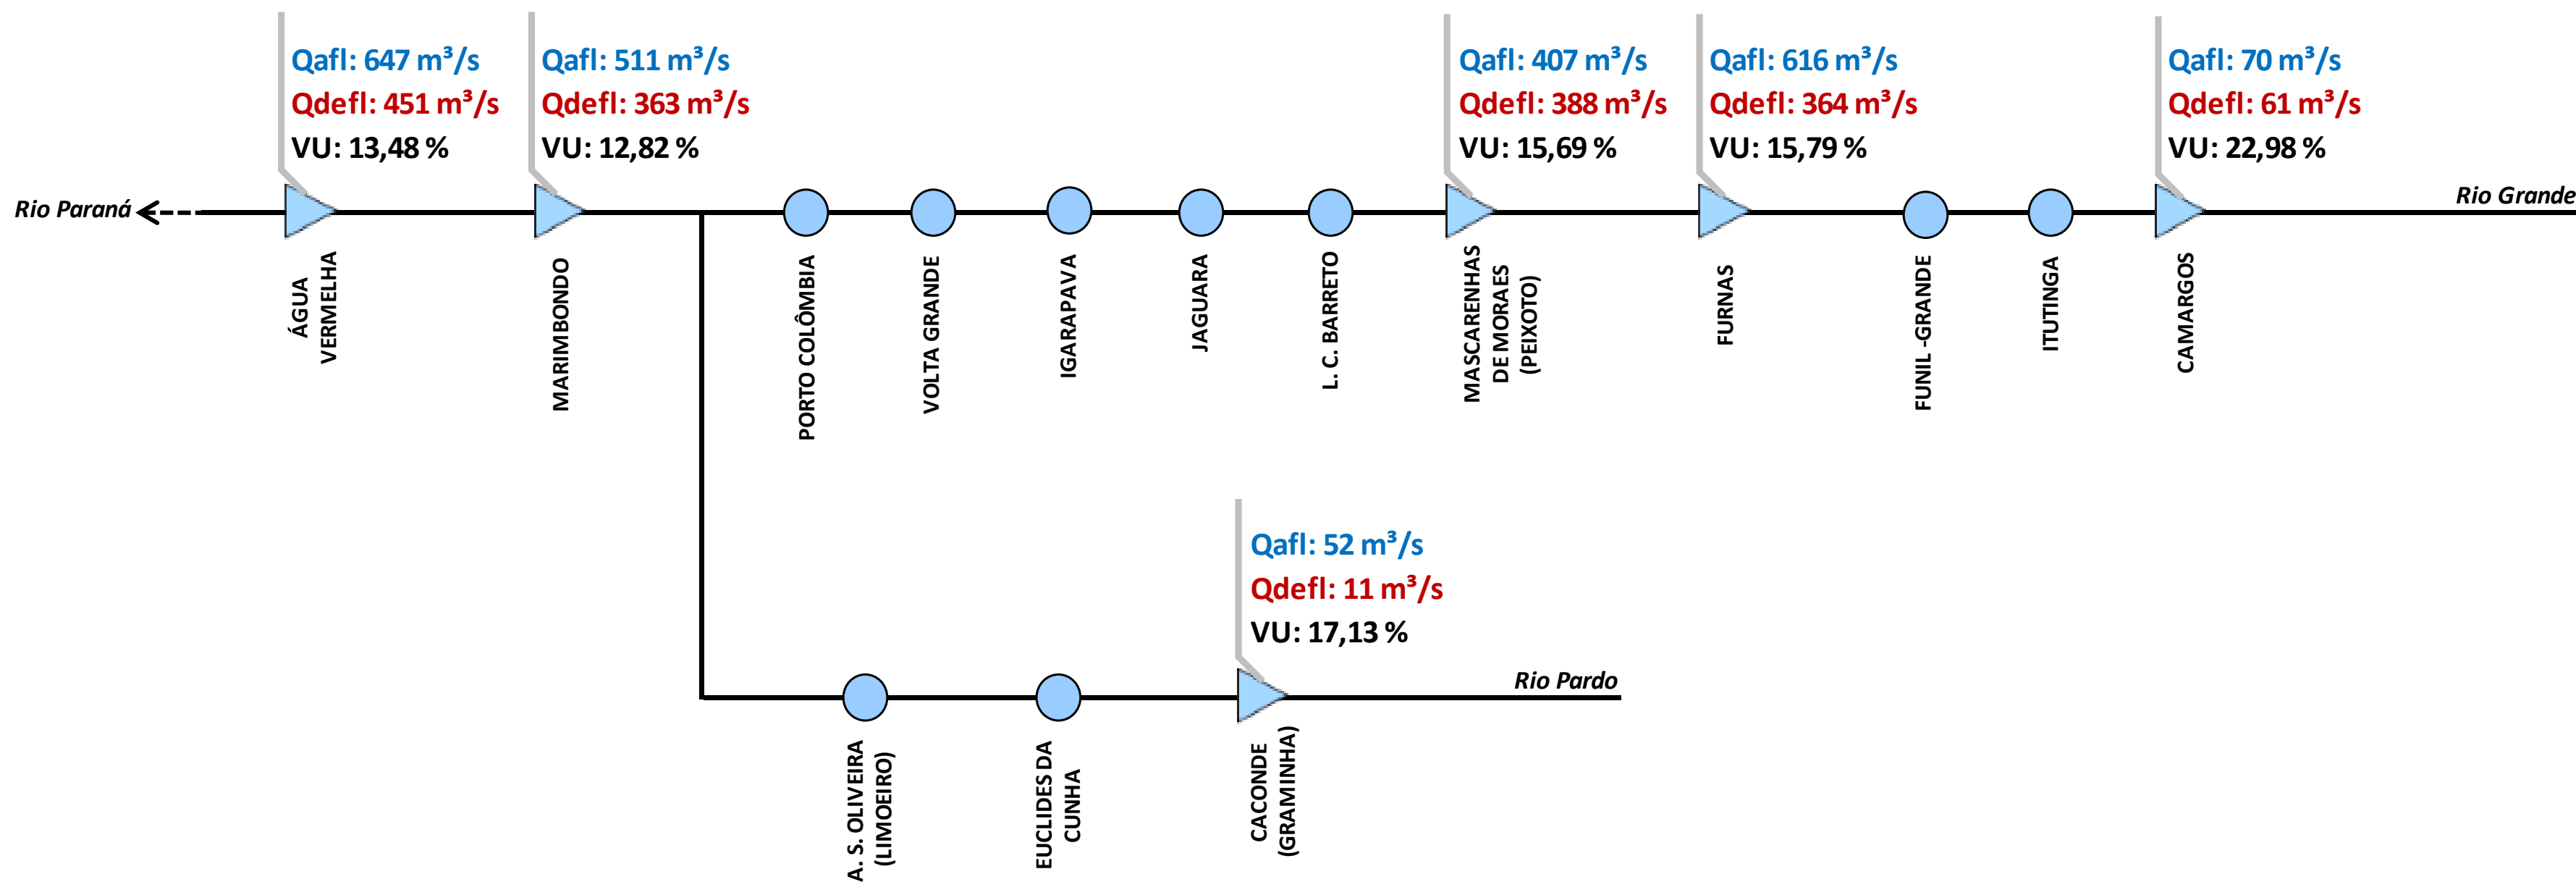 Qafl: 647 m³/s
Qdefl: 451 m³/s
VU: 13,48 %
Qafl: 511 m³/s
Qdefl: 363 m³/s
VU: 12,82 %
Qafl: 407 m³/s
Qdefl: 388 m³/s
VU: 15,69 %
Qafl: 616 m³/s
Qdefl: 364 m³/s
VU: 15,79 %
Qafl: 70 m³/s
Qdefl: 61 m³/s
VU: 22,98 %
Rio Paraná
Rio Grande
ÁGUA
VERMELHA
MARIMBONDO
PORTO COLÔMBIA
VOLTA GRANDE
IGARAPAVA
JAGUARA
L. C. BARRETO
MASCARENHAS
DE MORAES
(PEIXOTO)
FURNAS
FUNIL -GRANDE
ITUTINGA
CAMARGOS
Qafl: 52 m³/s
Qdefl: 11 m³/s
VU: 17,13 %
Rio Pardo
A. S. OLIVEIRA
(LIMOEIRO)
EUCLIDES DA
CUNHA
CACONDE
(GRAMINHA)